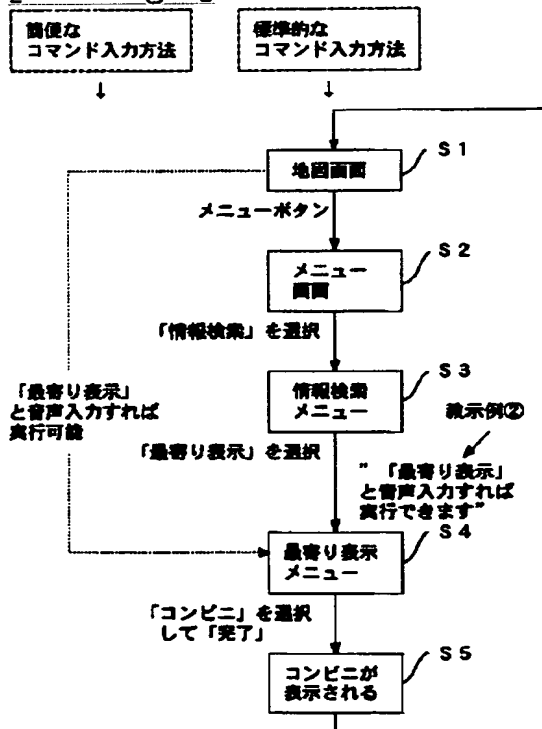 簡便な
コマンド入力方法
標準的な
コマンド入力方法
↓
↓
S1
地図画面
メニューボタン
S2
メニュー
画面
「情報検索」を選択
S3
情報検索
メニュー
「最寄り表示」
と音声入力すれば
実行可能
教示例②
「最寄り表示」を選択
”「最寄り表示」
と音声入力すれば
実行できます”
S4
最寄り表示
メニュー
「コンビニ」を選択
して「完了」
S5
コンビニが
表示される